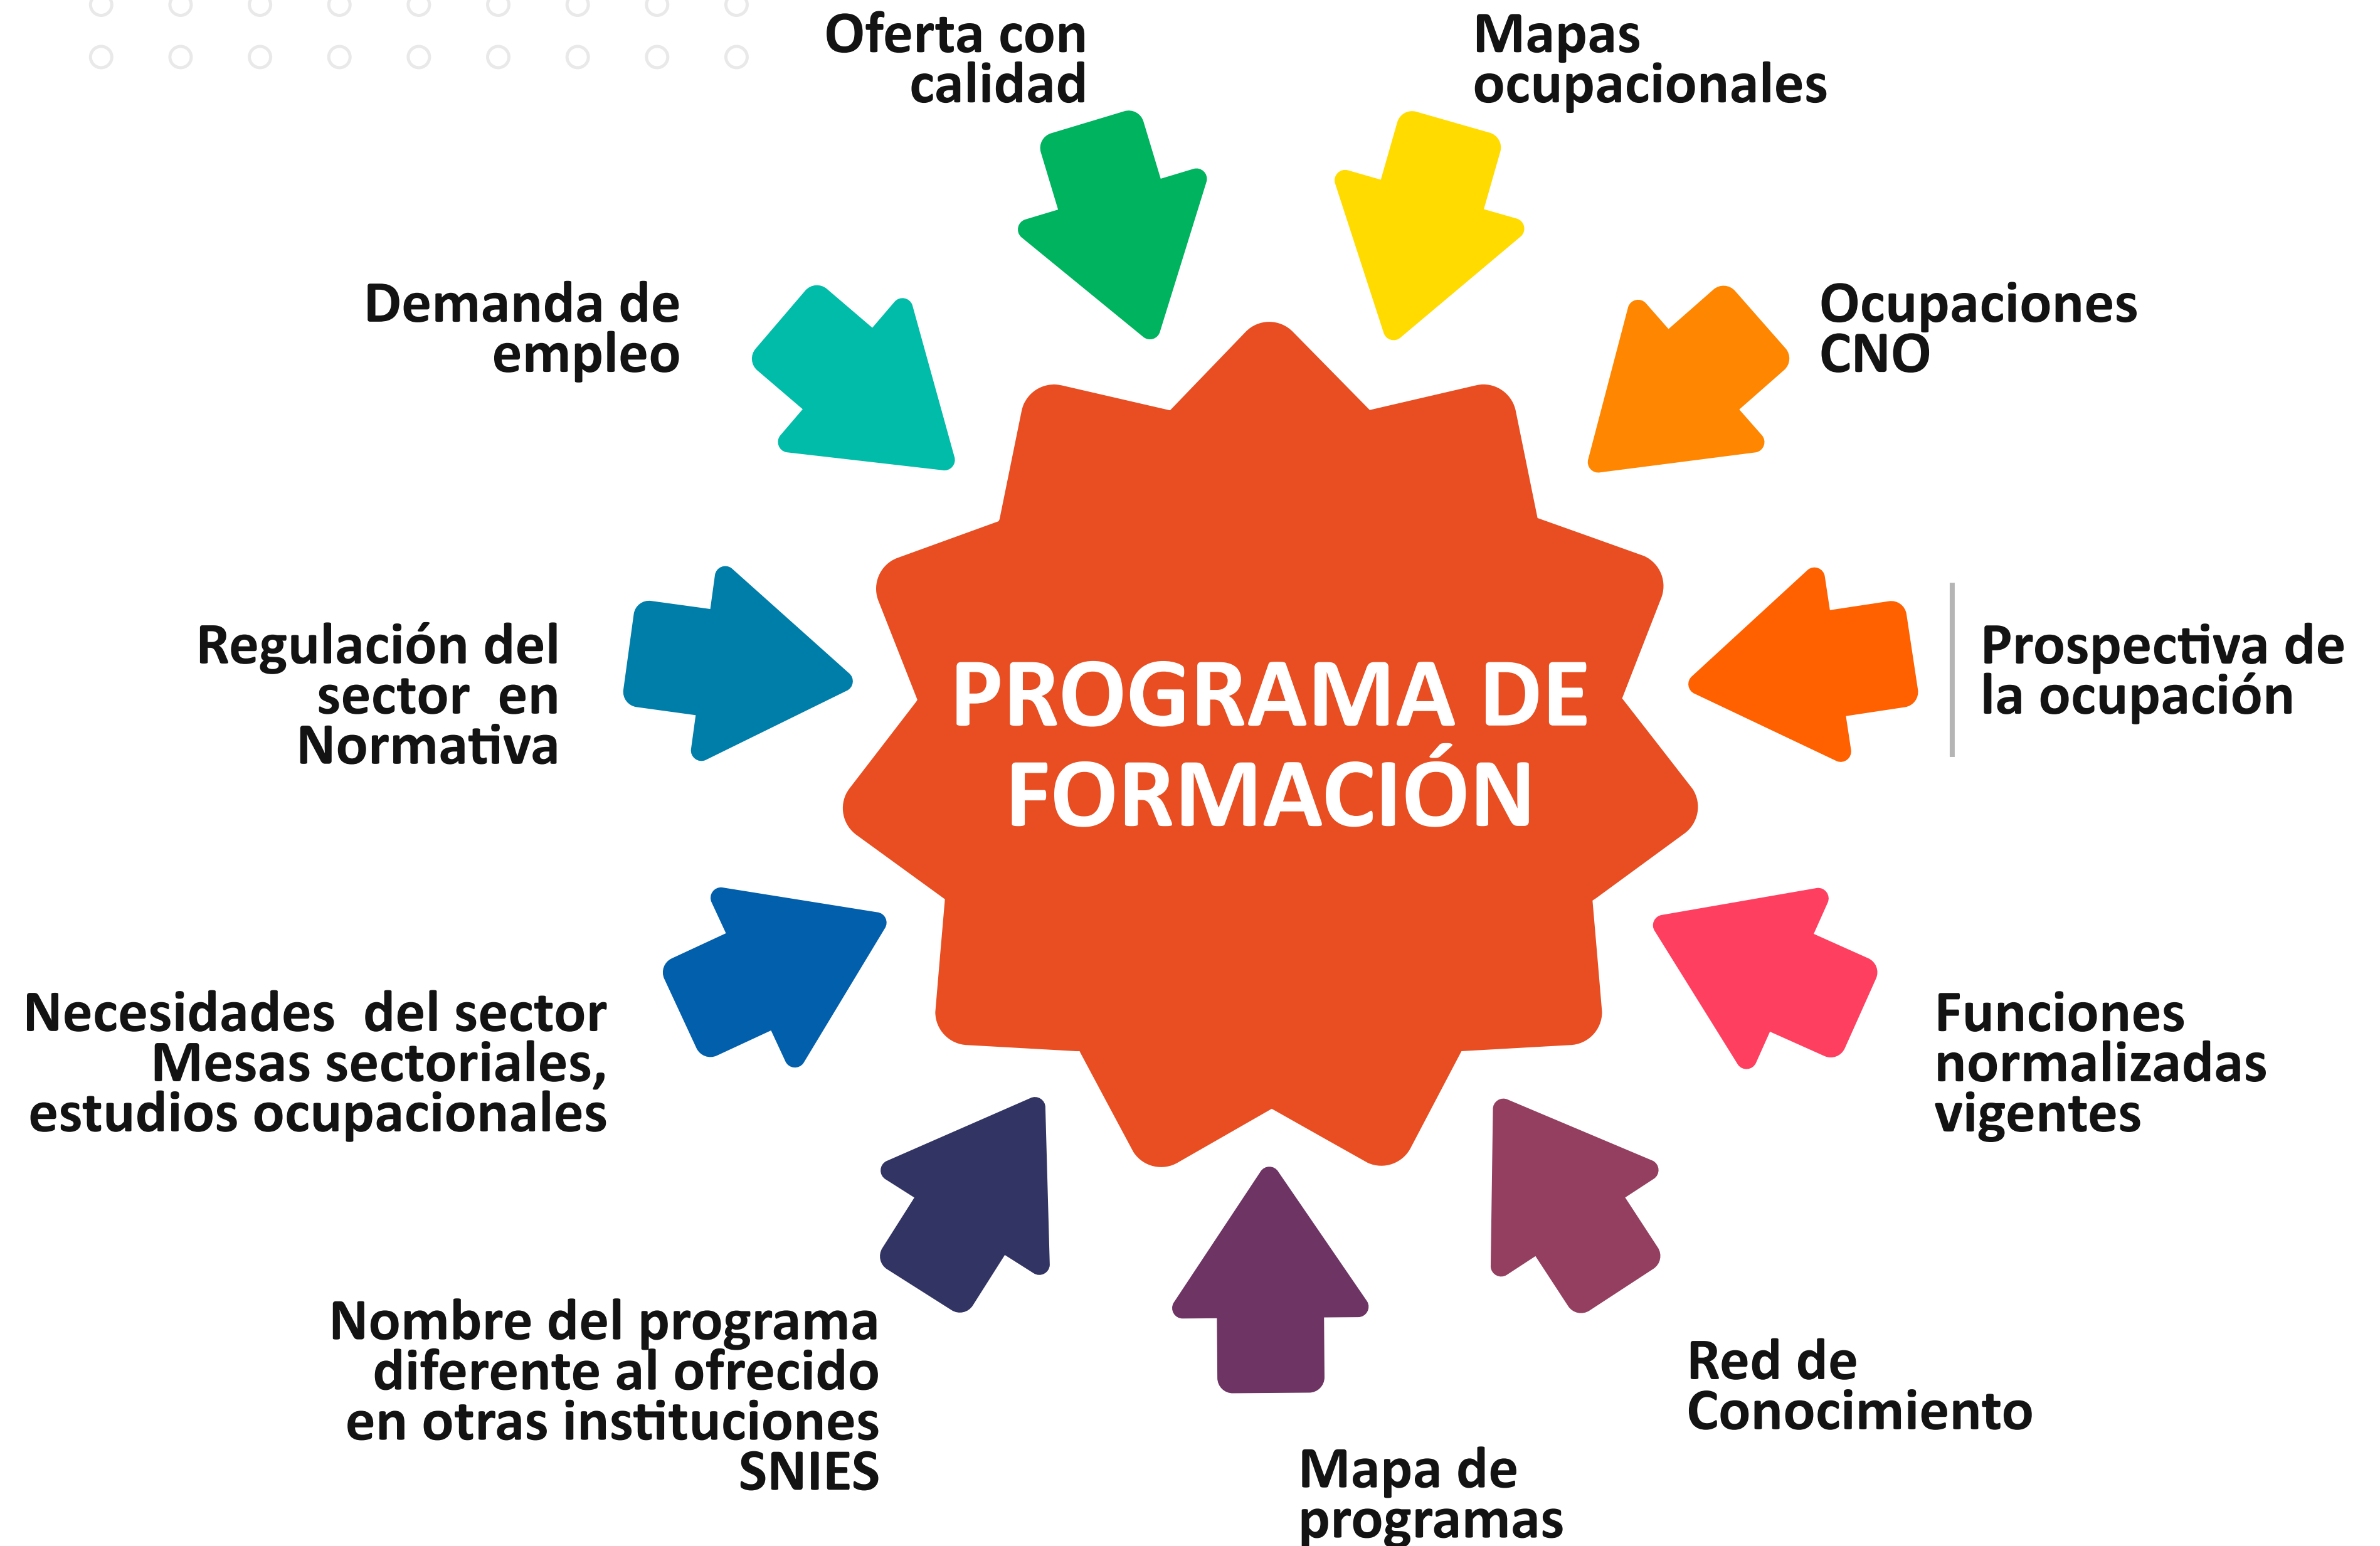 Oferta con
calidad
Mapas
ocupacionales
Demanda de
empleo
Ocupaciones
CNO
Regulación del
sector en
Normativa
PROGRAMA DE
FORMACIÓN
Prospectiva de
la ocupación
Necesidades del sector
Mesas sectoriales,
estudios ocupacionales
Funciones
normalizadas
vigentes
Nombre del programa
diferente al ofrecido
en otras instituciones
SNIES
Red de
Conocimiento
Mapa de
programas